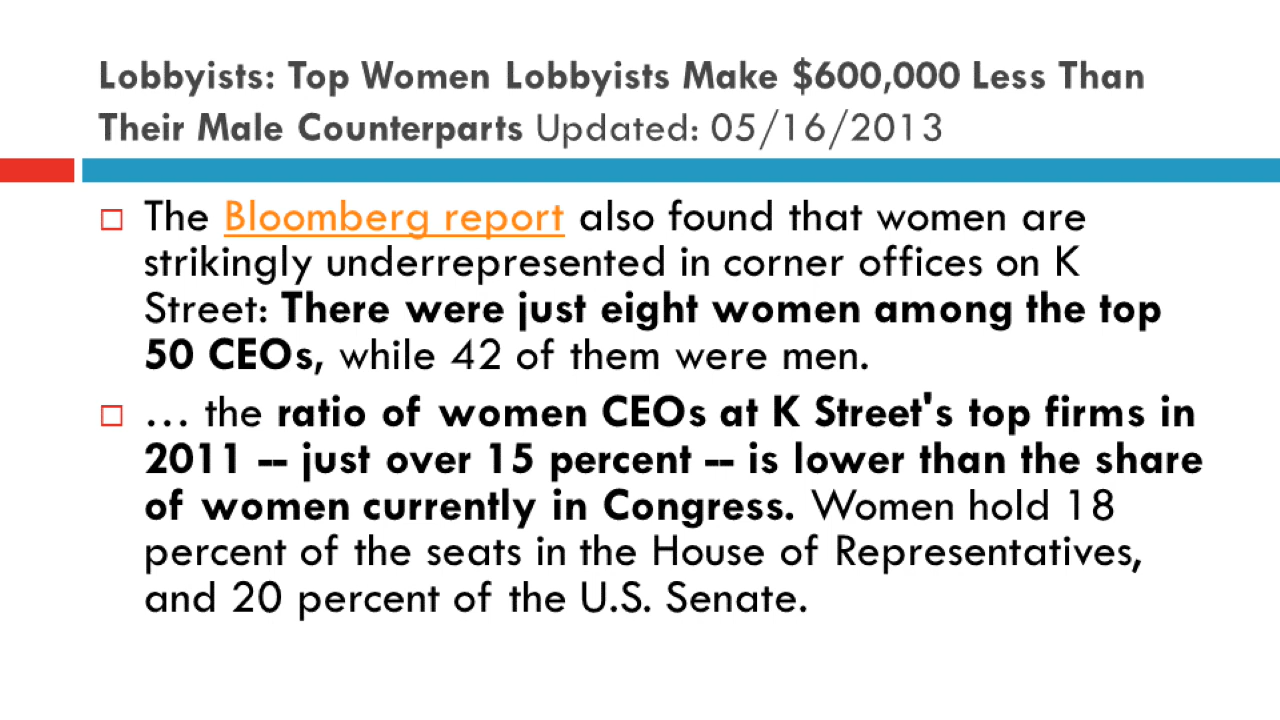 Lobbyists: Top Women Lobbyists Make $600,000 Less Than
Their Male Counterparts Updated: 05/16/2013
The Bloomberg report also found that women are
strikingly underrepresented in corner offices on K
Street: There were just eight women among the top
50 CEOs, while 42 of them were men.
… the ratio of women CEOs at K Street's top firms in
2011 -- just over 15 percent -- is lower than the share
of women currently in Congress. Women hold 18
percent of the seats in the House of Representatives,
and 20 percent of the U.S. Senate.